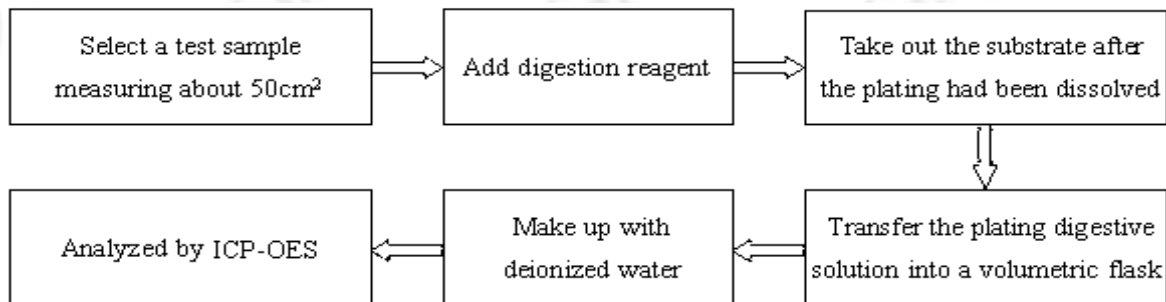 Select a test sample
measuring about 50cm²
Add digestion reagent
Take out the substrate after
the plating had been dissolved
Transfer the plating digestive
solution into a volumetric flask
Make up with
deionized water
Analyzed by ICP-OES